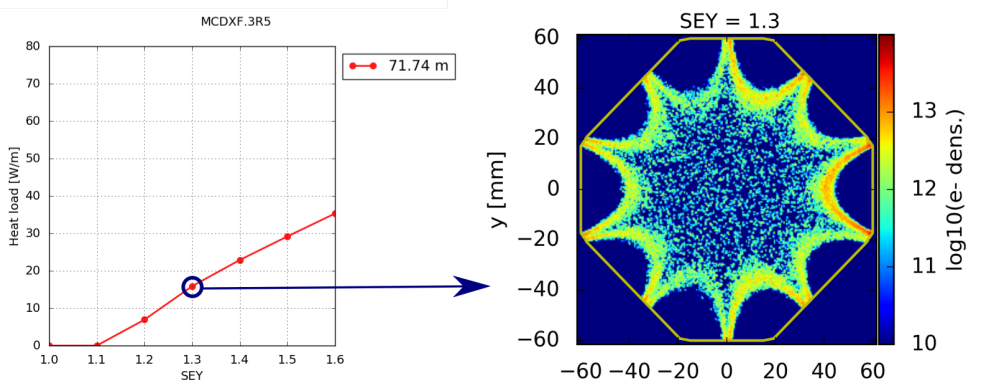 MCDXF.3R5
80
70
60
50
40
30
20
10
0
Heat load [W/m]
1.0 1.1 1.2 1.3 1.4 1.5 1.6
SEY
71.74 m
SEY = 1.3
60
40
20
0
−20
−40
−60
y [mm]
−60 −40 −20 0 20 40 60
13
12
11
10
log10(e- dens.)